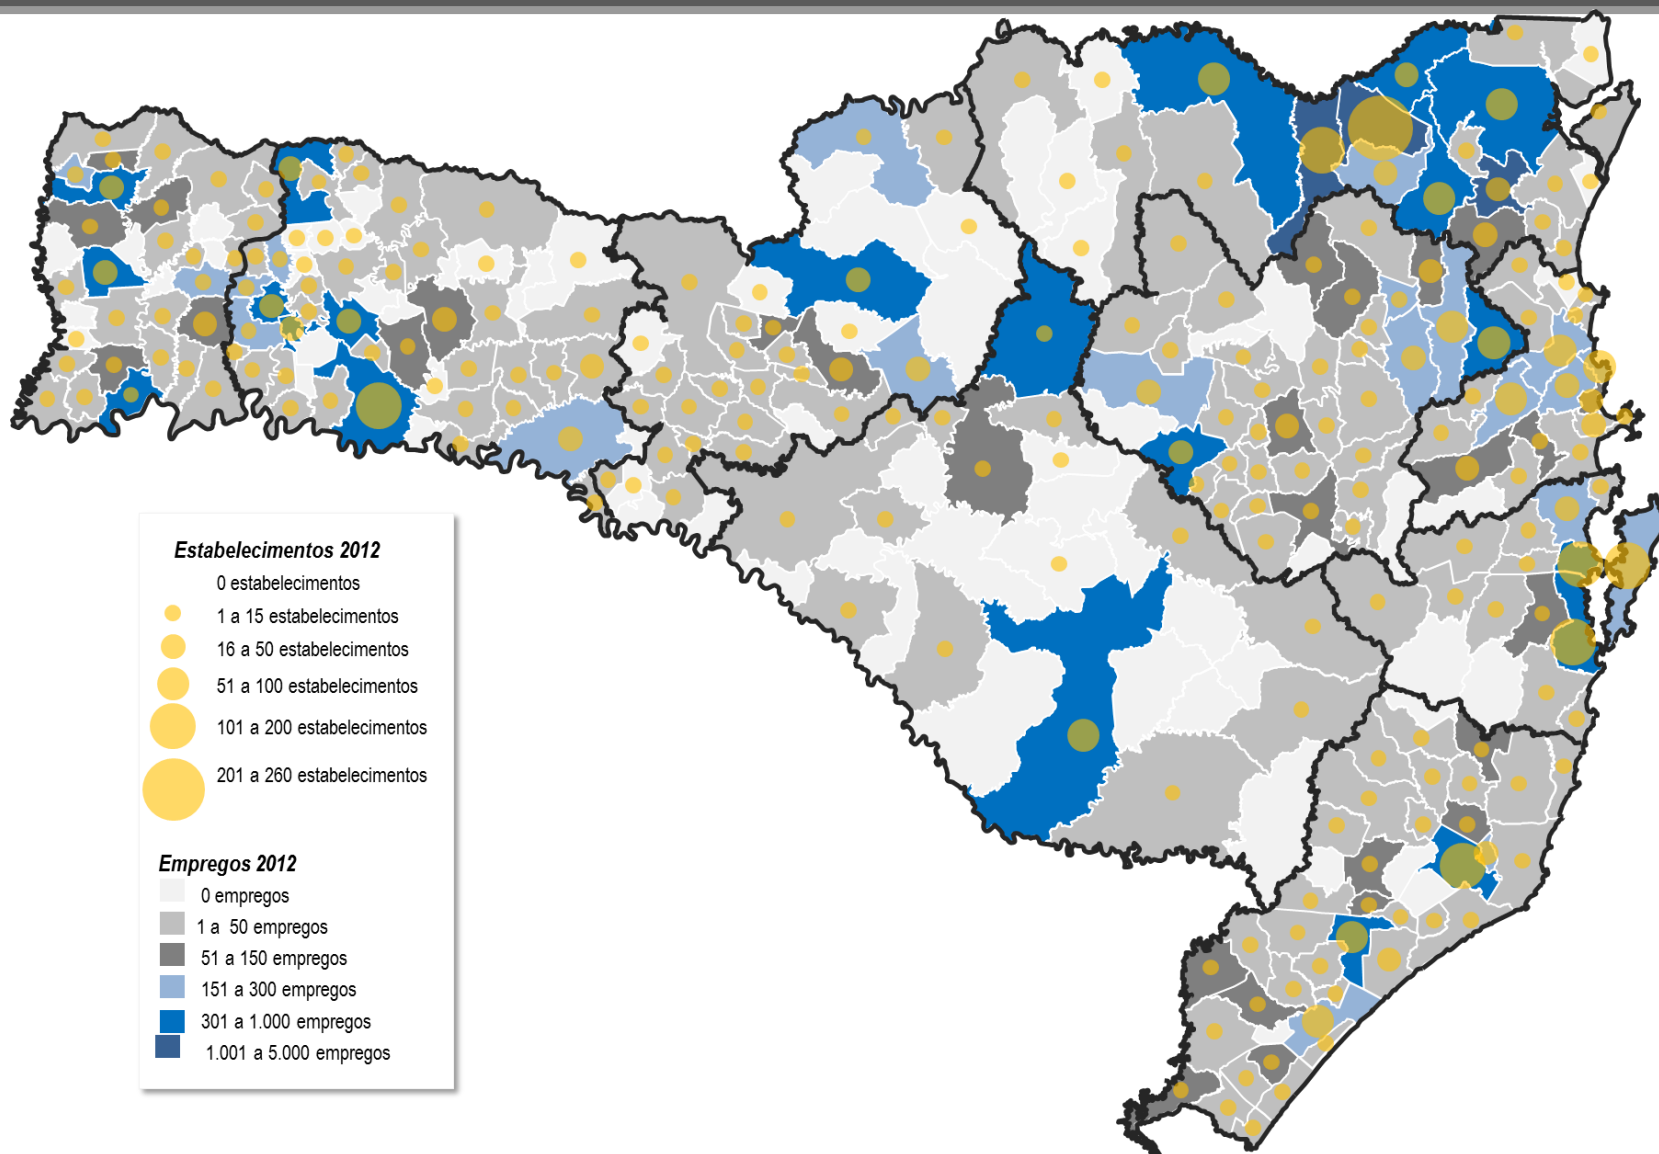 Estabelecimentos 2012
0 estabelecimentos
1 a 15 estabelecimentos
16 a 50 estabelecimentos
51 a 100 estabelecimentos
101 a 200 estabelecimentos
201 a 260 estabelecimentos
Empregos 2012
0 empregos
1 a 50 empregos
51 a 150 empregos
151 a 300 empregos
301 a 1.000 empregos
1.001 a 5.000 empregos